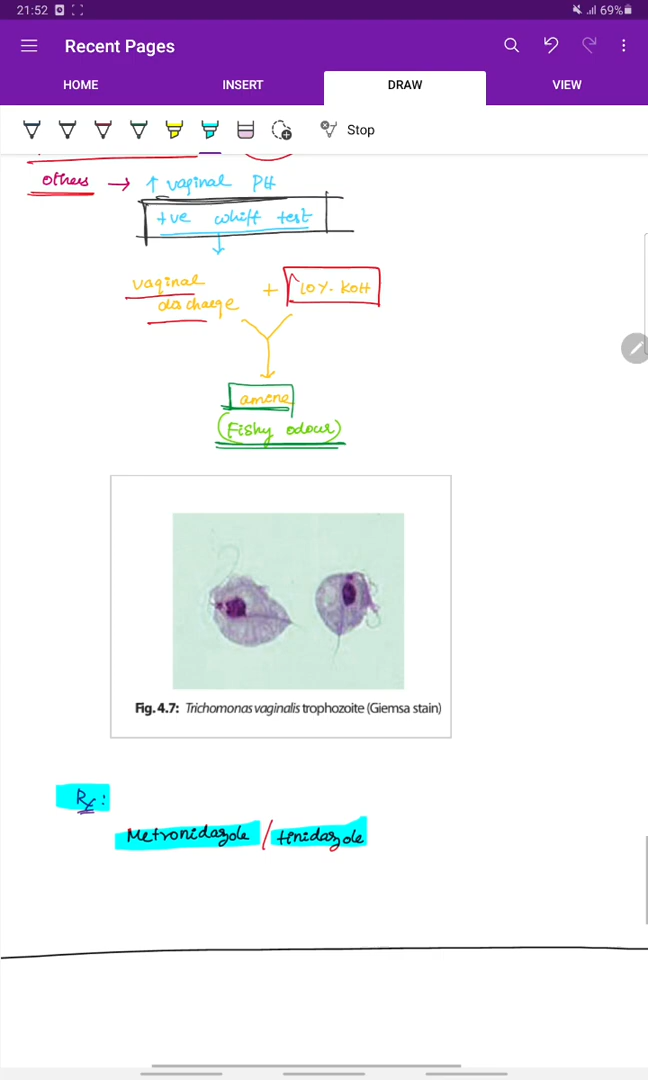 21:52 69%
Recent Pages
HOME INSERT DRAW VIEW
Stop
others → ↑ vaginal PH
+ve whiff test
↓
vaginal discharge + 10%. KOH
amine
(Fishy odour)
Fig. 4.7: Trichomonas vaginalis trophozoite (Giemsa stain)
Rx:
Metronidazole / tinidazole